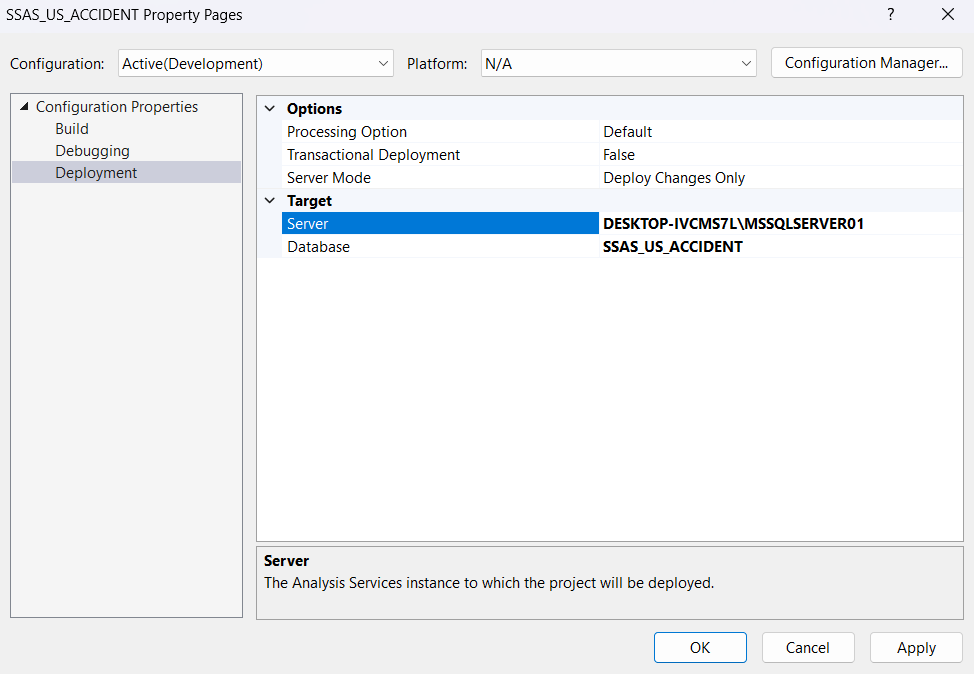 SSAS_US_ACCIDENT Property Pages
?
Configuration: Active(Development) Platform: N/A Configuration Manager...
Configuration Properties
Build
Debugging
Deployment
Options
Processing Option Default
Transactional Deployment False
Server Mode Deploy Changes Only
Target
Server DESKTOP-IVCMS7L\MSSQLSERVER01
Database SSAS_US_ACCIDENT
Server
The Analysis Services instance to which the project will be deployed.
OK Cancel Apply